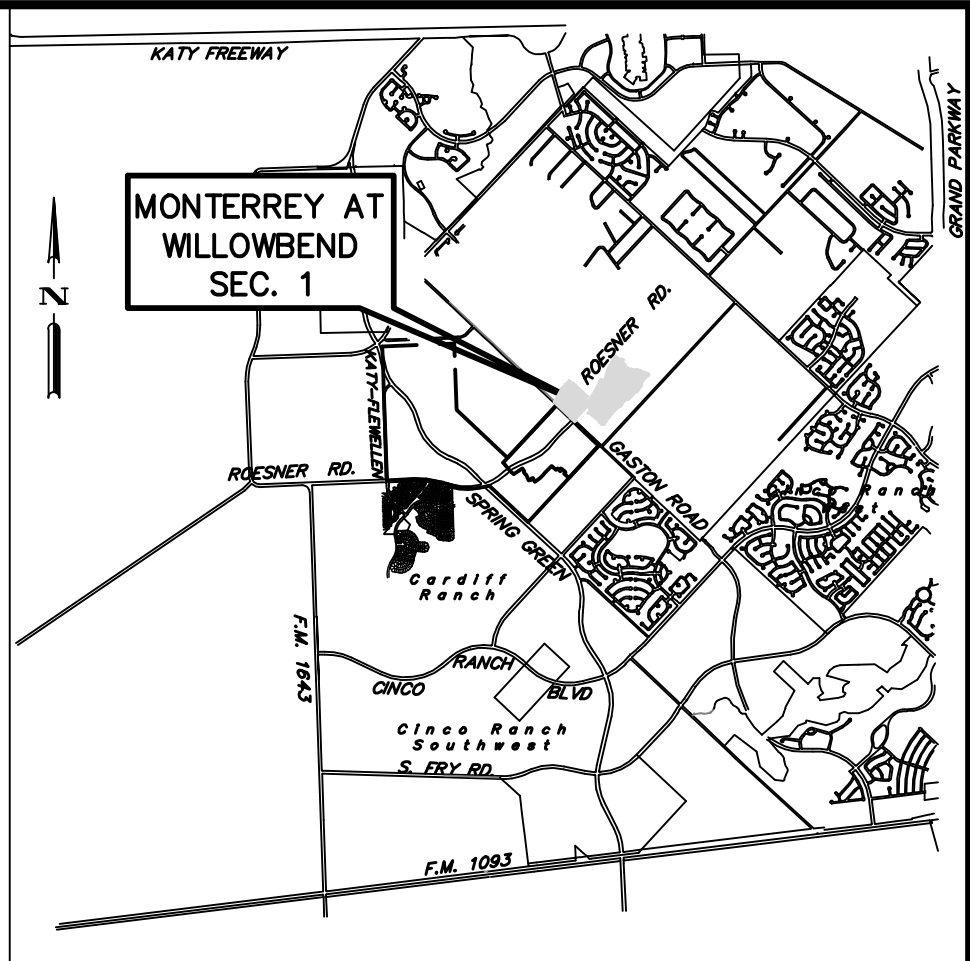 KATY FREEWAY
GRAND PARKWAY
MONTERREY AT
WILLOWBEND
SEC. 1
N
ROESNER RD.
KATY-FLEWELLEN
ROESNER RD.
GASTON ROAD
SPRING GREEN
Ranch
Cardiff
Ranch
F.M. 1643
CINCO RANCH BLVD
Cinco Ranch
Southwest
S. FRY RD.
F.M. 1093